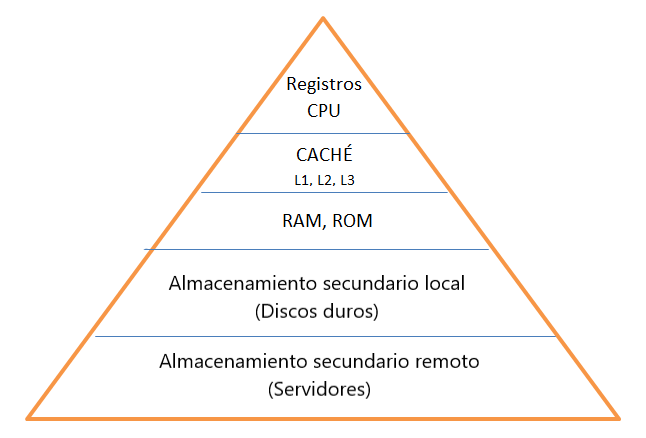 Registros
CPU
CACHÉ
L1, L2, L3
RAM, ROM
Almacenamiento secundario local
(Discos duros)
Almacenamiento secundario remoto
(Servidores)